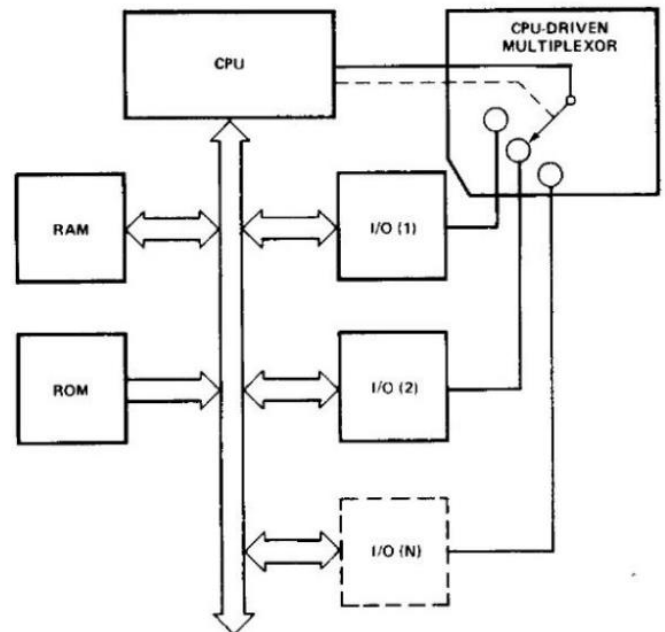 CPU
CPU-DRIVEN
MULTIPLEXOR
RAM
I/O (1)
ROM
I/O (2)
I/O (N)